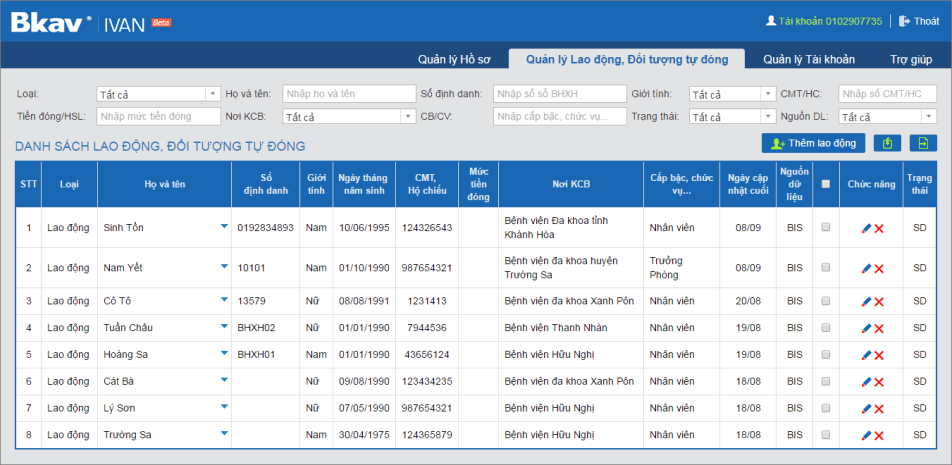 Bkav® IVAN Beta Tài khoản 0102907735 Thoát
Quản lý Hồ sơ Quản lý Lao động, Đối tượng tự đóng Quản lý Tài khoản Trợ giúp
Loại: Tất cả Họ và tên: Nhập họ và tên Số định danh: Nhập số sổ BHXH Giới tính: Tất cả CMT/HC: Nhập số CMT/HC
Tiền đóng/HSL: Nhập mức tiền đóng Nơi KCB: Tất cả CB/CV: Nhập cấp bậc, chức vụ... Trạng thái: Tất cả Nguồn DL: Tất cả
DANH SÁCH LAO ĐỘNG, ĐỐI TƯỢNG TỰ ĐÓNG Thêm lao động
STT Loại Họ và tên Số định danh Giới tính Ngày tháng năm sinh CMT, Hộ chiếu Mức tiền đóng Nơi KCB Cấp bậc, chức vụ... Ngày cập nhật cuối Nguồn dữ liệu Chức năng Trạng thái
1 Lao động Sinh Tồn 0192834893 Nam 10/06/1995 124326543 Bệnh viện Đa khoa tỉnh Khánh Hòa Nhân viên 08/09 BIS SD
2 Lao động Nam Yết 10101 Nam 01/10/1990 987654321 Bệnh viện đa khoa huyện Trường Sa Trưởng Phòng 08/09 BIS SD
3 Lao động Cô Tô 13579 Nữ 08/08/1991 1231413 Bệnh viện đa khoa Xanh Pôn Nhân viên 20/08 BIS SD
4 Lao động Tuần Châu BHXH02 Nữ 01/01/1990 7944536 Bệnh viện Thanh Nhàn Nhân viên 19/08 BIS SD
5 Lao động Hoàng Sa BHXH01 Nam 01/01/1990 43656124 Bệnh viện Hữu Nghị Nhân viên 19/08 BIS SD
6 Lao động Cát Bà Nữ 09/08/1990 123434235 Bệnh viện đa khoa Xanh Pôn Nhân viên 18/08 BIS SD
7 Lao động Lý Sơn Nữ 07/05/1990 987654321 Bệnh viện Hữu Nghị Nhân viên 18/08 BIS SD
8 Lao động Trường Sa Nam 30/04/1975 124365879 Bệnh viện Hữu Nghị Nhân viên 18/08 BIS SD